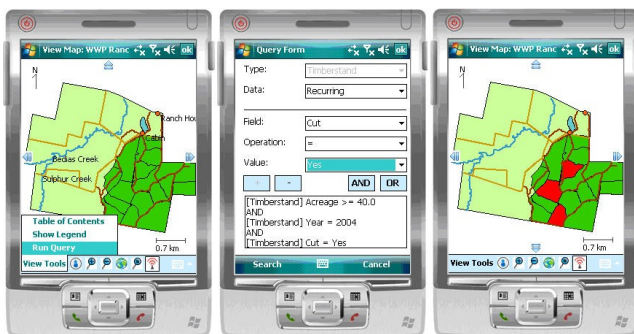 View Map: WWP Ranc
ok
N
Ranch Hou
Cabin
Bedias Creek
Sulphur Creek
Table of Contents
Show Legend
Run Query
0.7 km
View Tools
Query Form
ok
Type:
Timberstand
Data:
Recurring
Field:
Cut
Operation:
=
Value:
Yes
+
-
AND
OR
[Timberstand] Acreage >= 40.0
AND
[Timberstand] Year = 2004
AND
[Timberstand] Cut = Yes
Search
Cancel
View Map: WWP Ranc
ok
N
0.7 km
View Tools